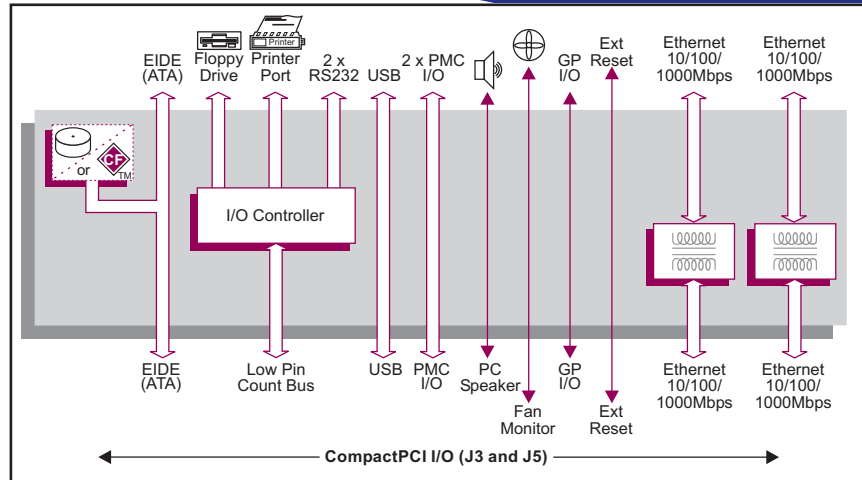 EIDE
(ATA)
Floppy
Drive
Printer
Printer
Port
2 x
RS232
USB
2 x PMC
I/O
GP
I/O
Ext
Reset
Ethernet
10/100/
1000Mbps
Ethernet
10/100/
1000Mbps
or
CF
TM
I/O Controller
EIDE
(ATA)
Low Pin
Count Bus
USB
PMC
I/O
PC
Speaker
Fan
Monitor
GP
I/O
Ext
Reset
Ethernet
10/100/
1000Mbps
Ethernet
10/100/
1000Mbps
CompactPCI I/O (J3 and J5)